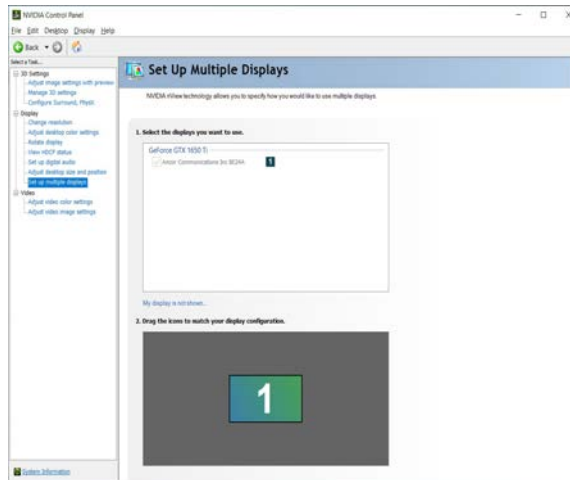 NVIDIA Control Panel
File Edit Desktop Display Help
Back
Select a Task...
3D Settings
Adjust image settings with preview
Manage 3D settings
Configure Surround, PhysX
Display
Change resolution
Adjust desktop color settings
Rotate display
View HDCP status
Set up digital audio
Adjust desktop size and position
Set up multiple displays
Video
Adjust video color settings
Adjust video image settings
System Information
Set Up Multiple Displays
NVIDIA nView technology allows you to specify how you would like to use multiple displays.
1. Select the displays you want to use.
GeForce GTX 1650 Ti
Ancor Communications Inc 1
My display is not shown...
2. Drag the icons to match your display configuration.
1